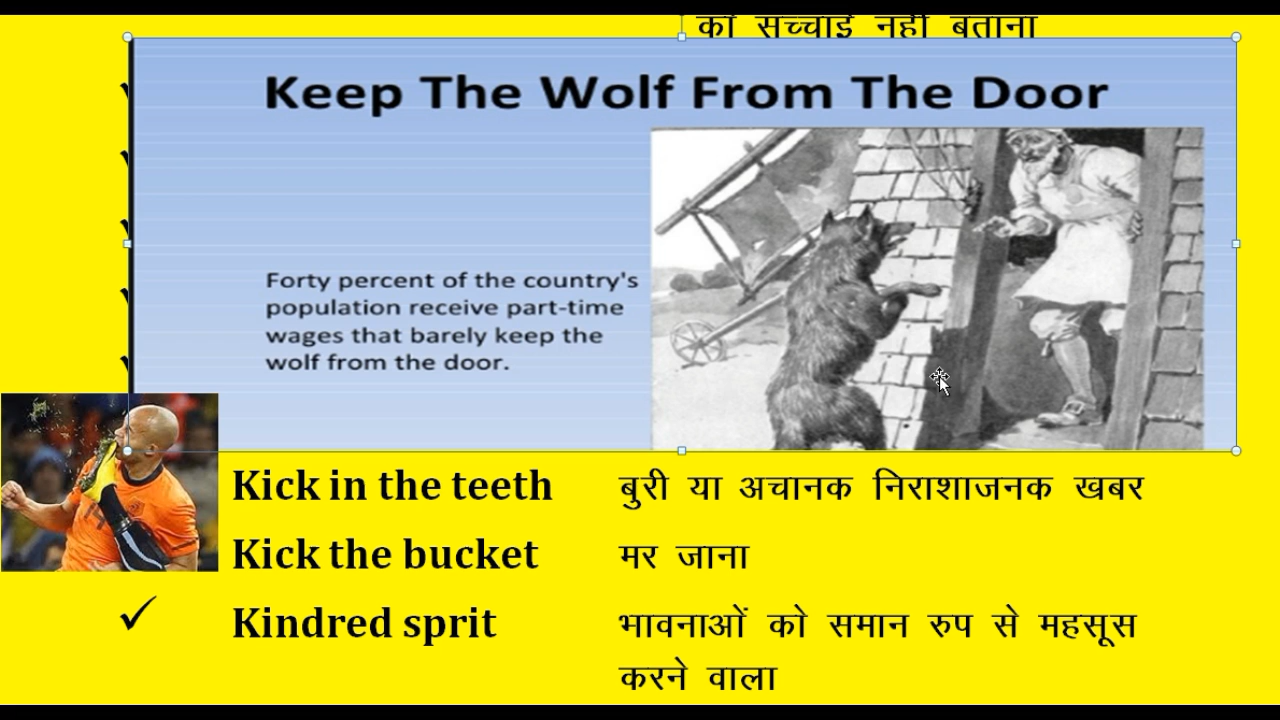 को सच्चाई नहीं बताना
Keep The Wolf From The Door
Forty percent of the country's
population receive part-time
wages that barely keep the
wolf from the door.
Kick in the teeth बुरी या अचानक निराशाजनक खबर
Kick the bucket मर जाना
Kindred sprit भावनाओं को समान रुप से महसूस
करने वाला